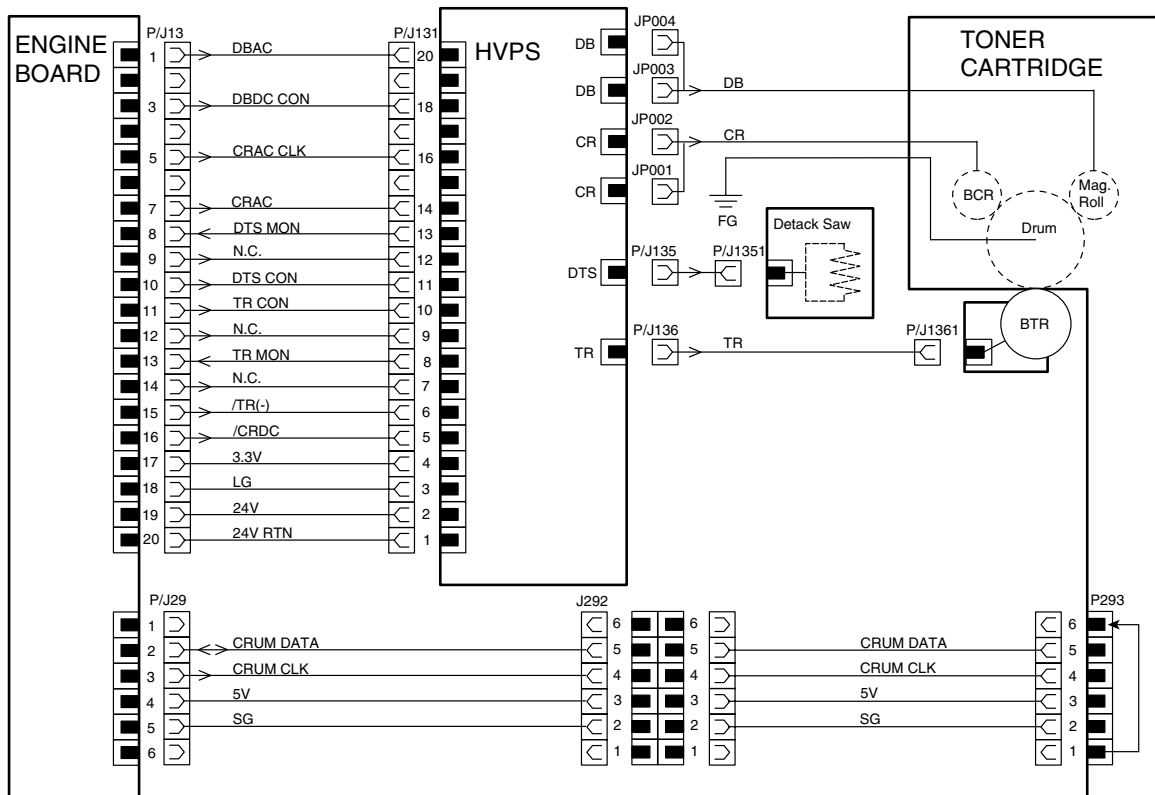 ENGINE
BOARD
P/J13
P/J131
HVPS
1 DBAC 20
3 DBDC CON 18
5 CRAC CLK 16
7 CRAC 14
8 DTS MON 13
9 N.C. 12
10 DTS CON 11
11 TR CON 10
12 N.C. 9
13 TR MON 8
14 N.C. 7
15 /TR(-) 6
16 /CRDC 5
17 3.3V 4
18 LG 3
19 24V 2
20 24V RTN 1
JP004
DB
JP003
DB DB
JP002
CR CR
JP001
CR
FG
TONER
CARTRIDGE
BCR
Mag.
Roll
Drum
Detack Saw
P/J135 P/J1351
DTS
P/J136
TR TR
P/J1361
BTR
P/J29
J292
P293
1 6 6 6
2 CRUM DATA 5 5 CRUM DATA 5
3 CRUM CLK 4 4 CRUM CLK 4
4 5V 3 3 5V 3
5 SG 2 2 SG 2
6 1 1 1